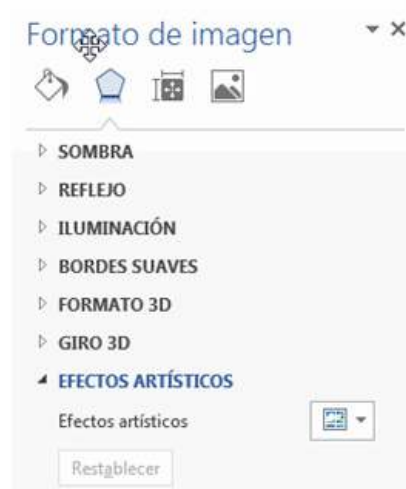 Formato de imagen
SOMBRA
REFLEJO
ILUMINACIÓN
BORDES SUAVES
FORMATO 3D
GIRO 3D
EFECTOS ARTÍSTICOS
Efectos artísticos
Restablecer